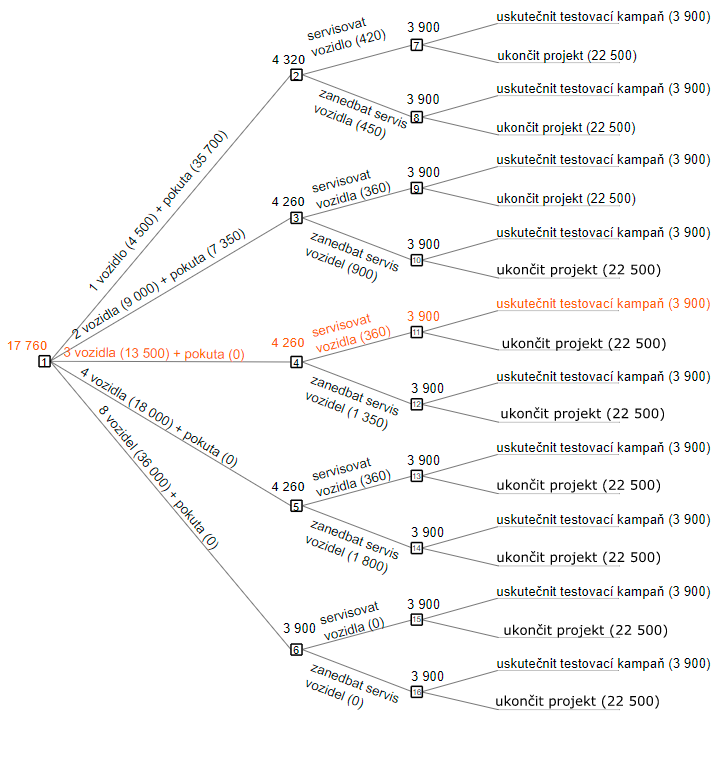 uskutečnit testovací kampaň (3 900)
servisovat
vozidlo (420)
3 900
7
ukončit projekt (22 500)
4 320
2
uskutečnit testovací kampaň (3 900)
zanedbat servis
vozidla (450)
3 900
8
ukončit projekt (22 500)
1 vozidlo (4 500) + pokuta (35 700)
uskutečnit testovací kampaň (3 900)
servisovat
vozidla (360)
3 900
9
ukončit projekt (22 500)
4 260
3
uskutečnit testovací kampaň (3 900)
zanedbat servis
vozidel (900)
3 900
10
ukončit projekt (22 500)
2 vozidla (9 000) + pokuta (7 350)
uskutečnit testovací kampaň (3 900)
servisovat
vozidla (360)
3 900
11
ukončit projekt (22 500)
17 760
1
3 vozidla (13 500) + pokuta (0)
4 260
4
uskutečnit testovací kampaň (3 900)
zanedbat servis
vozidel (1 350)
3 900
12
ukončit projekt (22 500)
4 vozidla (18 000) + pokuta (0)
uskutečnit testovací kampaň (3 900)
servisovat
vozidla (360)
3 900
13
ukončit projekt (22 500)
4 260
5
uskutečnit testovací kampaň (3 900)
zanedbat servis
vozidel (1 800)
3 900
14
ukončit projekt (22 500)
8 vozidel (36 000) + pokuta (0)
uskutečnit testovací kampaň (3 900)
servisovat
vozidla (0)
3 900
15
ukončit projekt (22 500)
3 900
6
uskutečnit testovací kampaň (3 900)
zanedbat servis
vozidel (0)
3 900
16
ukončit projekt (22 500)